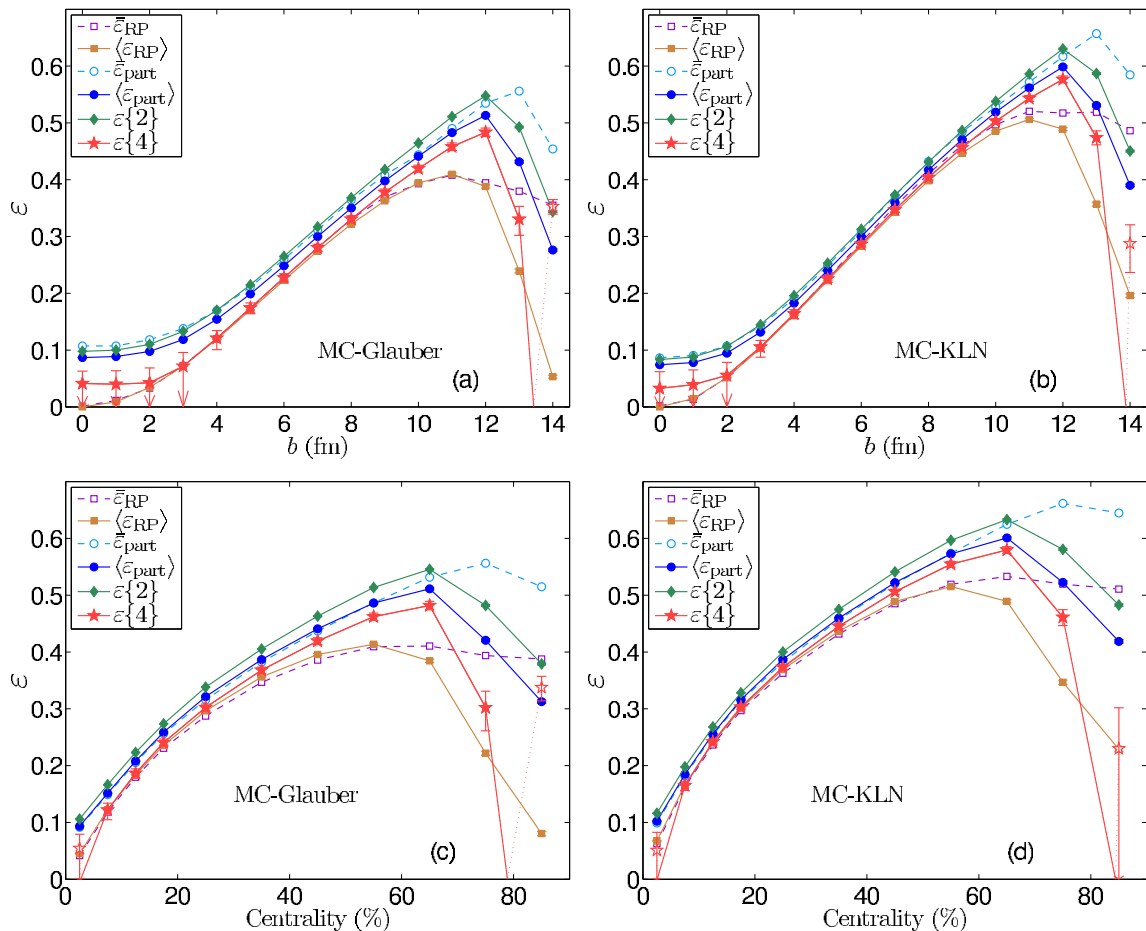 ε̄_RP
⟨ε_RP⟩
ε̄_part
⟨ε_part⟩
ε{2}
ε{4}
0.6
0.5
0.4
0.3
0.2
0.1
0
ε
MC-Glauber
(a)
0 2 4 6 8 10 12 14
b (fm)
ε̄_RP
⟨ε_RP⟩
ε̄_part
⟨ε_part⟩
ε{2}
ε{4}
0.6
0.5
0.4
0.3
0.2
0.1
0
ε
MC-KLN
(b)
0 2 4 6 8 10 12 14
b (fm)
ε̄_RP
⟨ε_RP⟩
ε̄_part
⟨ε_part⟩
ε{2}
ε{4}
0.6
0.5
0.4
0.3
0.2
0.1
0
ε
MC-Glauber
(c)
0 20 40 60 80
Centrality (%)
ε̄_RP
⟨ε_RP⟩
ε̄_part
⟨ε_part⟩
ε{2}
ε{4}
0.6
0.5
0.4
0.3
0.2
0.1
0
ε
MC-KLN
(d)
0 20 40 60 80
Centrality (%)